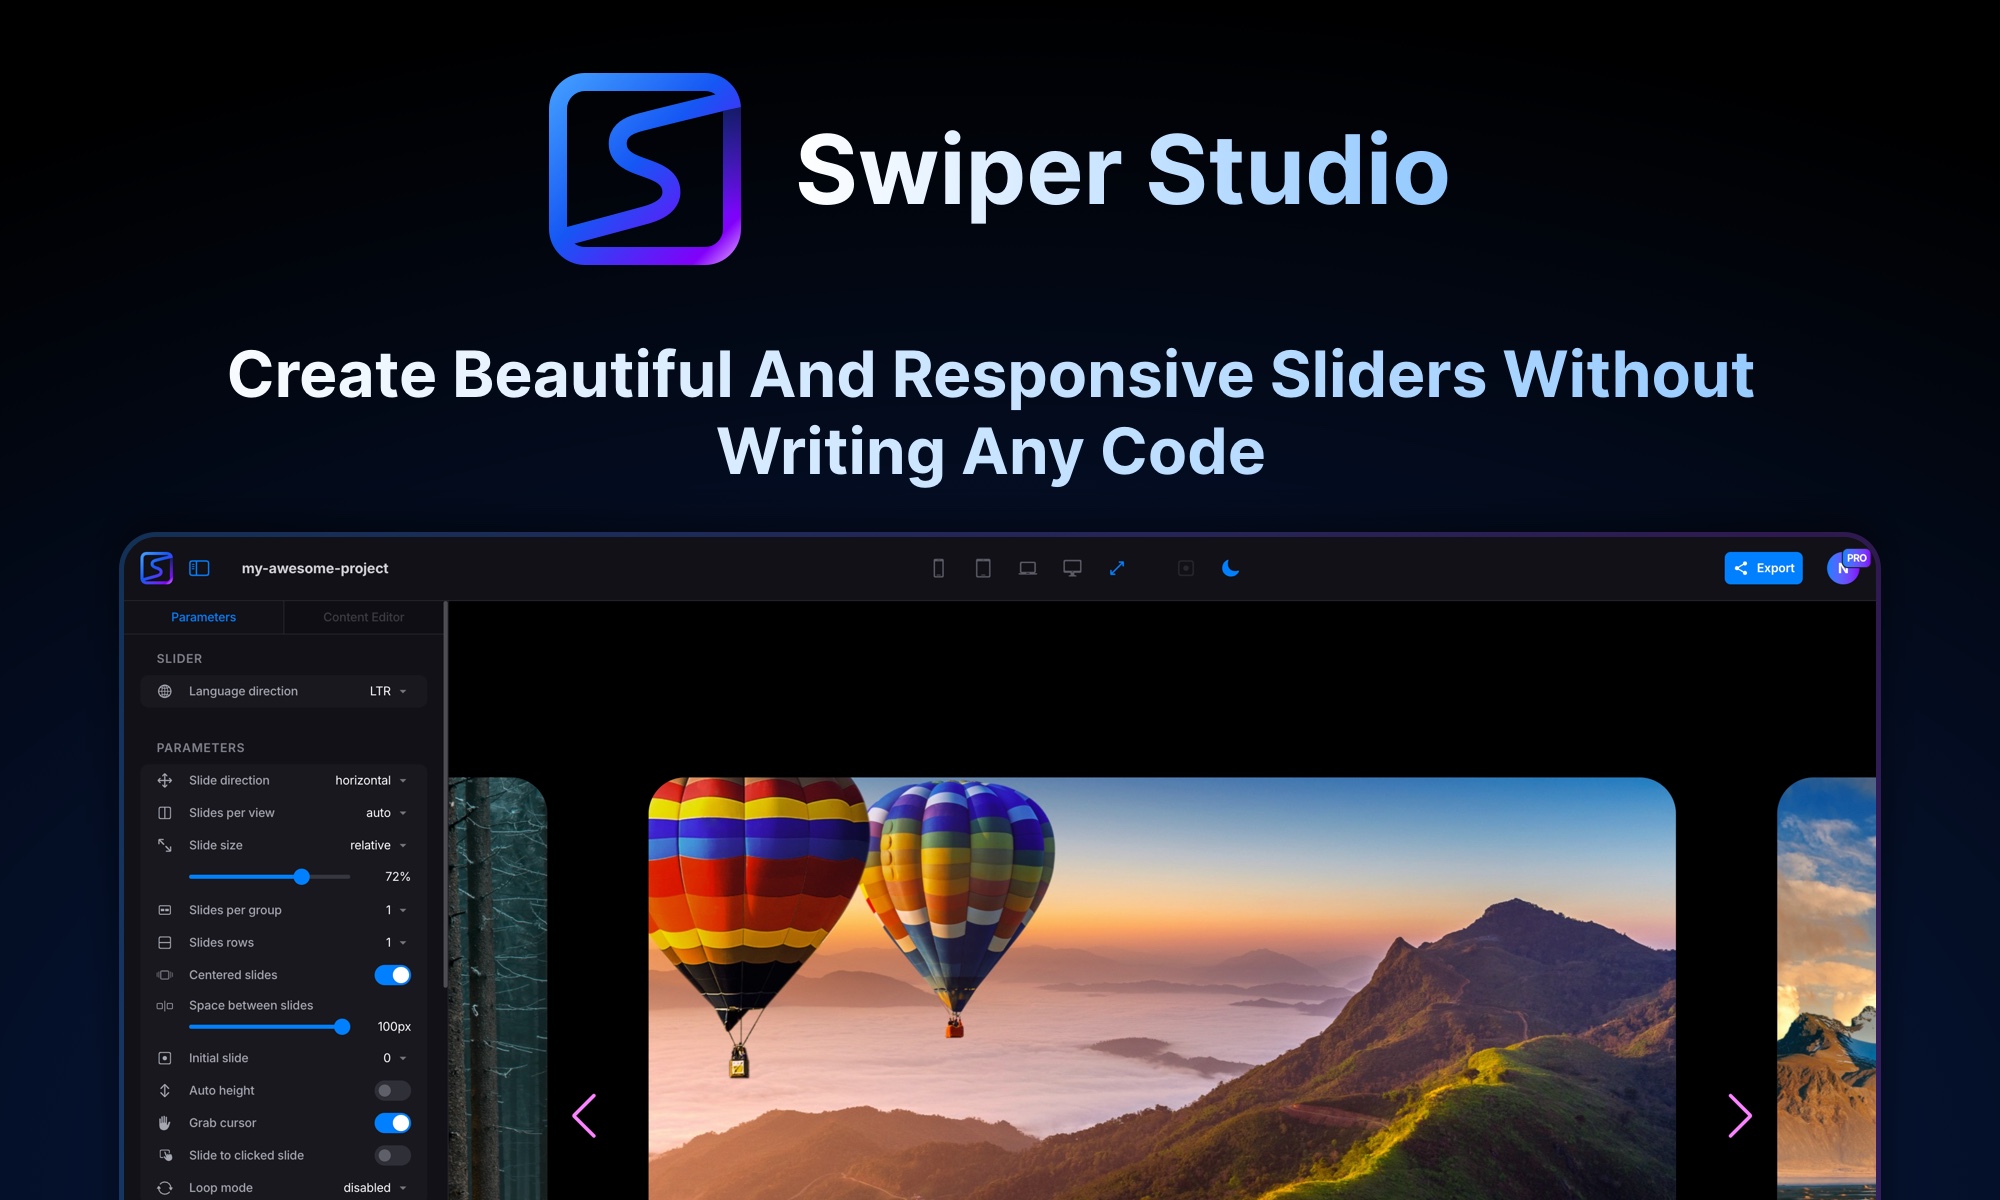 Swiper Studio
Create Beautiful And Responsive Sliders Without
Writing Any Code
my-awesome-project
Export
N
PRO
Parameters
Content Editor
SLIDER
Language direction LTR
PARAMETERS
Slide direction horizontal
Slides per view auto
Slide size relative
72%
Slides per group 1
Slides rows 1
Centered slides
Space between slides
100px
Initial slide 0
Auto height
Grab cursor
Slide to clicked slide
Loop mode disabled